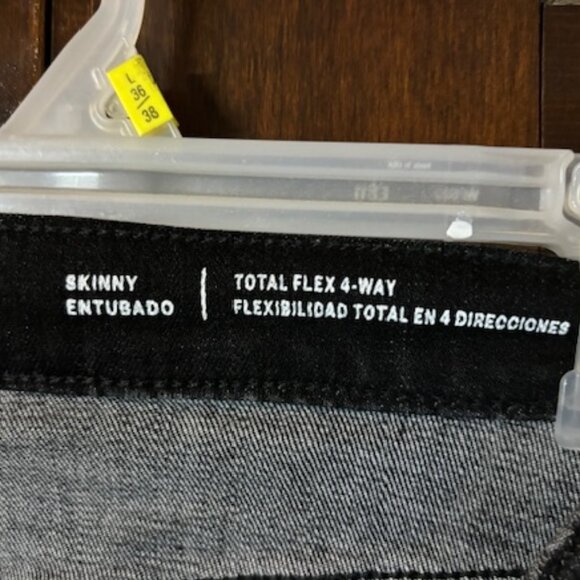 L
36
38
SKINNY
ENTUBADO
TOTAL FLEX 4-WAY
FLEXIBILIDAD TOTAL EN 4 DIRECCIONES